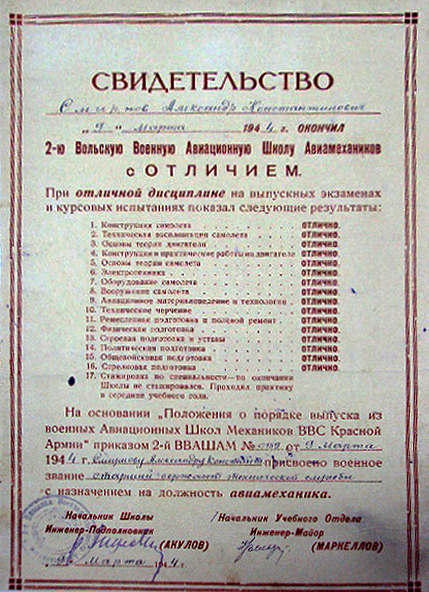 СВИДЕТЕЛЬСТВО
Смирнов Александр Константинович
„9“ Марта 1944 г. ОКОНЧИЛ
2-ю Вольскую Военную Авиационную Школу Авиамехаников
с ОТЛИЧИЕМ.
При отличной дисциплине на выпускных экзаменах
и курсовых испытаниях показал следующие результаты:
1. Конструкция самолета ОТЛИЧНО.
2. Техническая эксплоатация самолета ОТЛИЧНО.
3. Основы теории двигателя ОТЛИЧНО.
4. Конструкция и практические работы на двигателе ОТЛИЧНО.
5. Основы теории самолета ОТЛИЧНО.
6. Электротехника ОТЛИЧНО.
7. Оборудование самолета ОТЛИЧНО.
8. Вооружение самолета ОТЛИЧНО.
9. Авиационное материаловедение и технология ОТЛИЧНО.
10. Техническое черчение ОТЛИЧНО.
11. Ремесленная подготовка и полевой ремонт ОТЛИЧНО.
12. Физическая подготовка ОТЛИЧНО.
13. Строевая подготовка и уставы ОТЛИЧНО.
14. Политическая подготовка ОТЛИЧНО.
15. Общевойсковая подготовка ОТЛИЧНО.
16. Стрелковая подготовка ОТЛИЧНО.
17. Стажировка по специальности—по окончании
Школы не стажировался. Проходил практику
в середине учебного года.
На основании „Положения о порядке выпуска из
военных Авиационных Школ Механиков ВВС Красной
Армии“ приказом 2-й ВВАШАМ № от 9 Марта
1944 г. Смирнову Александру присвоено военное
звание старший сержант технической службы
с назначением на должность авиамеханика.
Начальник Школы
Инженер-Подполковник
(АКУЛОВ)
Начальник Учебного Отдела
Инженер-Майор
(МАРКЕЛЛОВ)
Марта